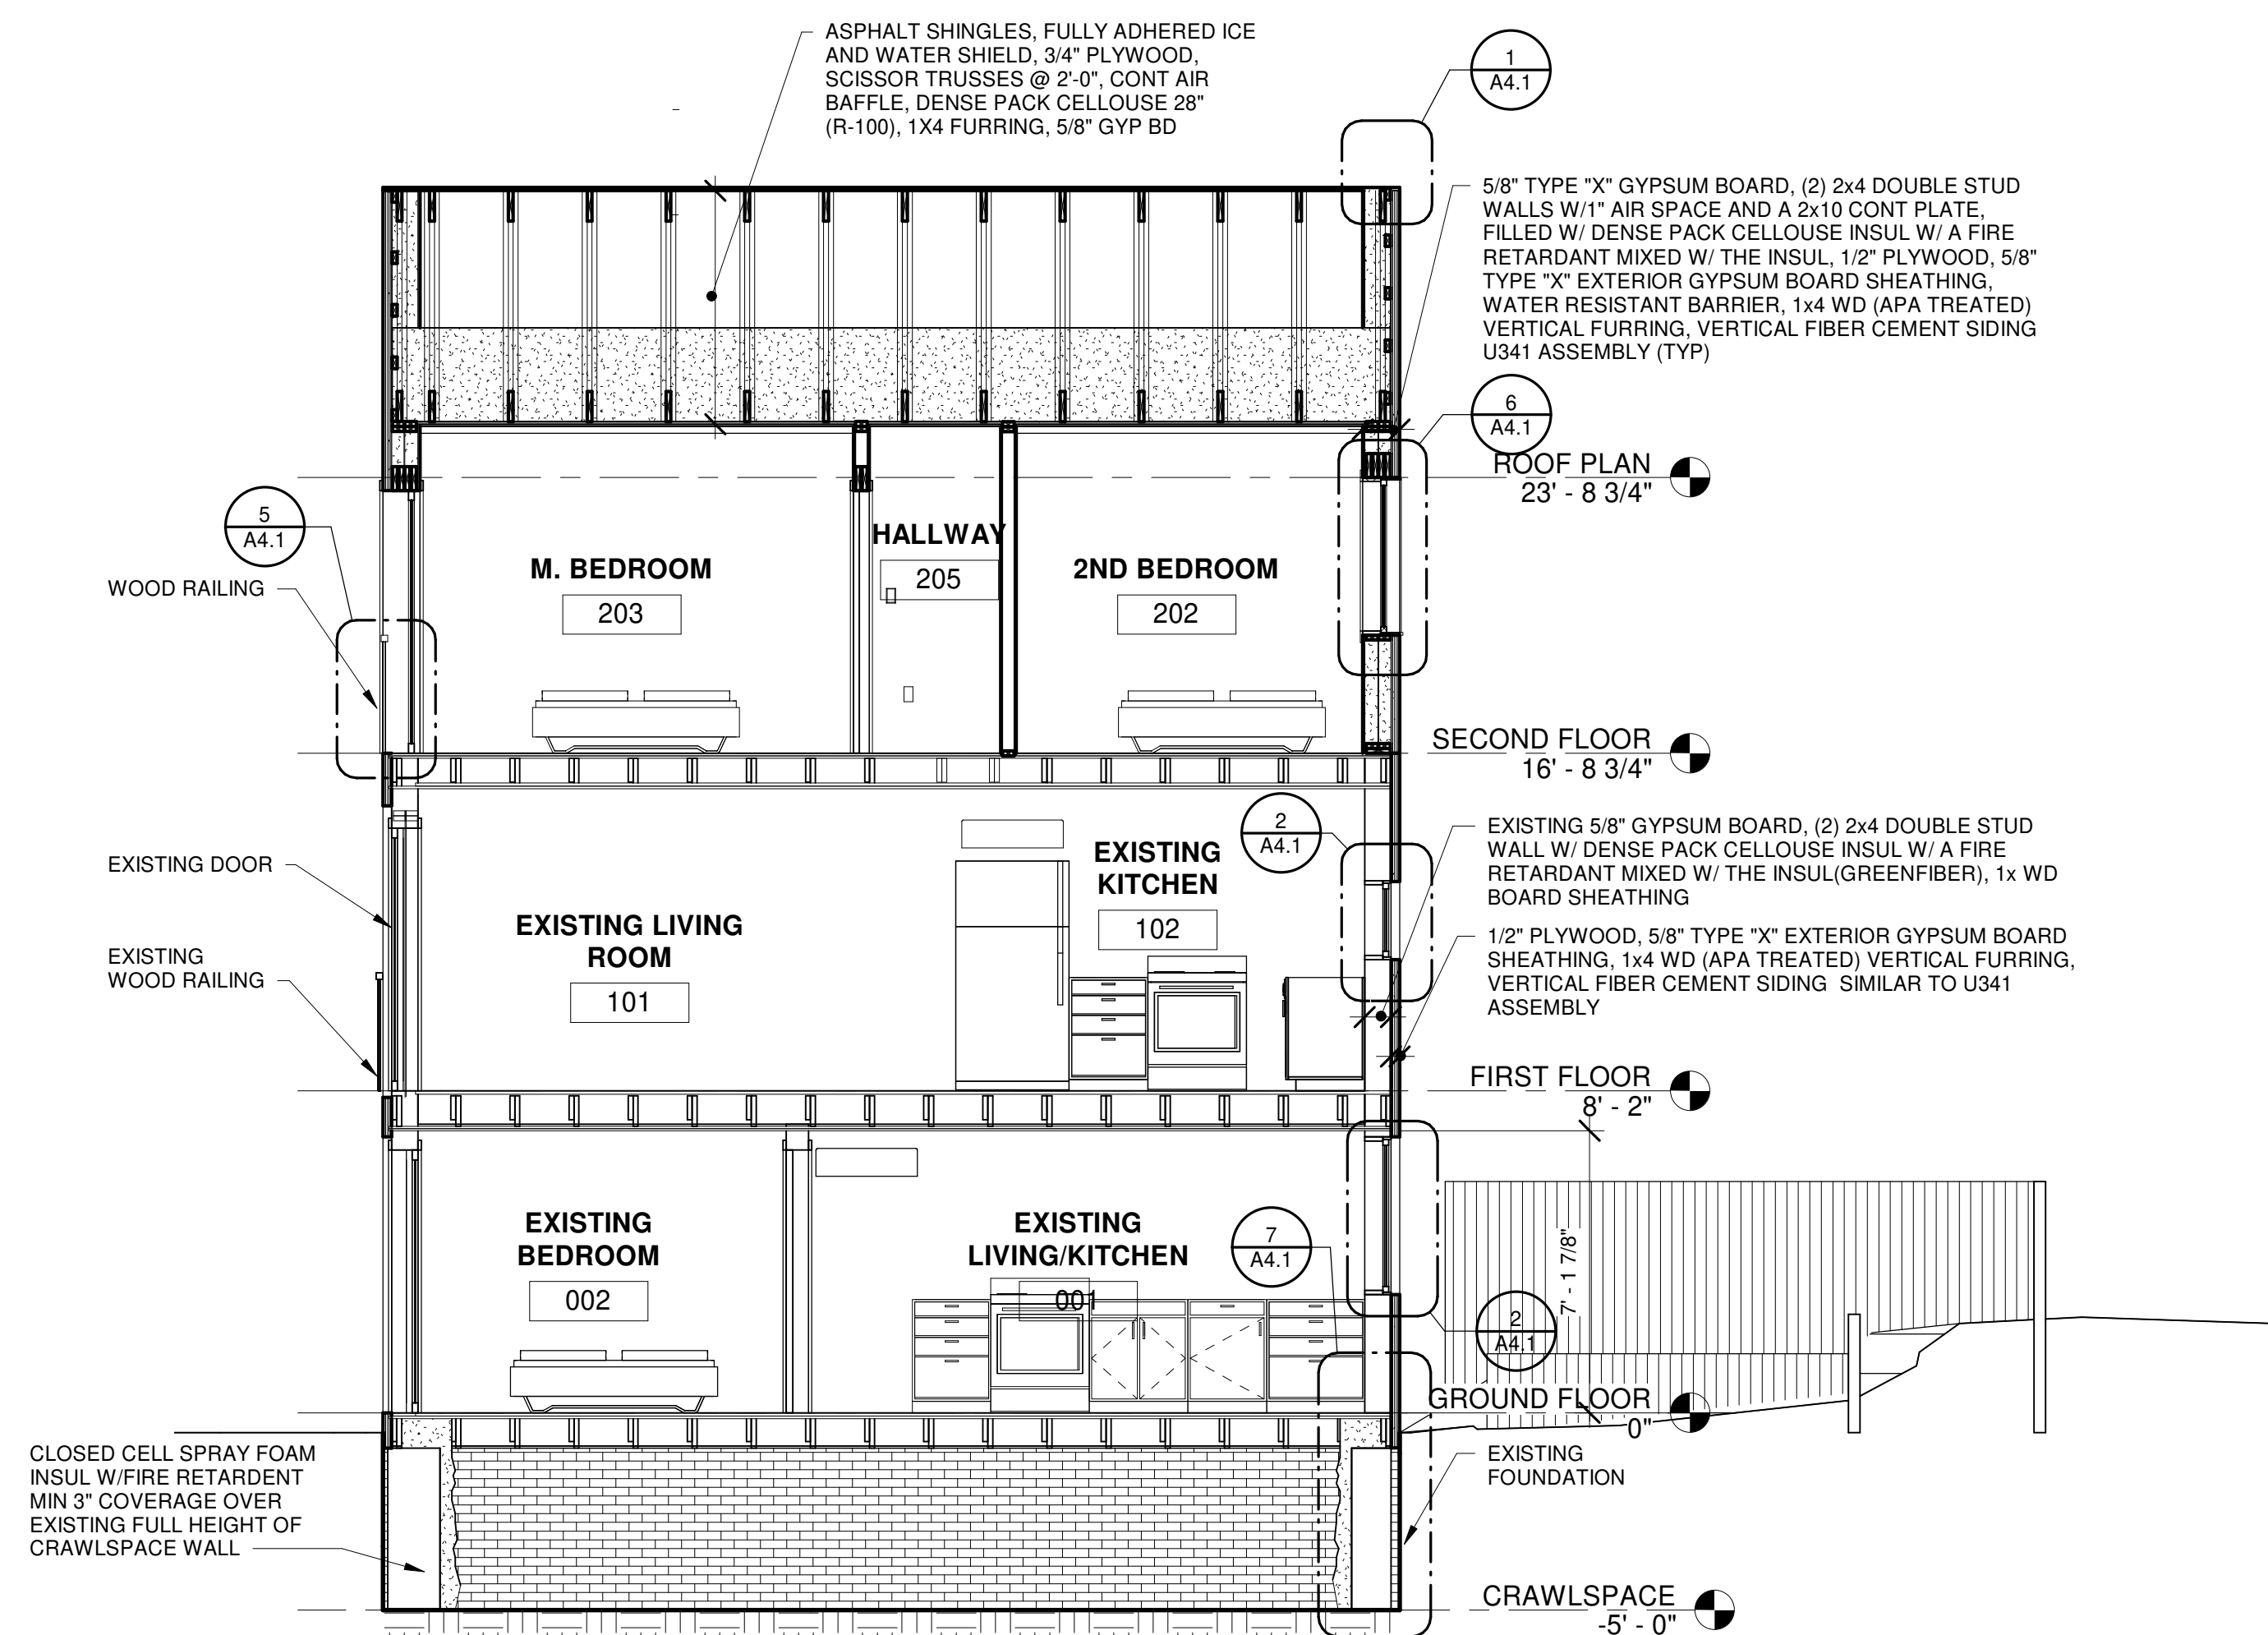 ASPHALT SHINGLES, FULLY ADHERED ICE
AND WATER SHIELD, 3/4" PLYWOOD,
SCISSOR TRUSSES @ 2'-0", CONT AIR
BAFFLE, DENSE PACK CELLOUSE 28"
(R-100), 1X4 FURRING, 5/8" GYP BD
1
A4.1
5/8" TYPE "X" GYPSUM BOARD, (2) 2x4 DOUBLE STUD
WALLS W/1" AIR SPACE AND A 2x10 CONT PLATE,
FILLED W/ DENSE PACK CELLOUSE INSUL W/ A FIRE
RETARDANT MIXED W/ THE INSUL, 1/2" PLYWOOD, 5/8"
TYPE "X" EXTERIOR GYPSUM BOARD SHEATHING,
WATER RESISTANT BARRIER, 1x4 WD (APA TREATED)
VERTICAL FURRING, VERTICAL FIBER CEMENT SIDING
U341 ASSEMBLY (TYP)
6
A4.1
ROOF PLAN
23' - 8 3/4"
5
A4.1
WOOD RAILING
M. BEDROOM
203
HALLWAY
205
2ND BEDROOM
202
SECOND FLOOR
16' - 8 3/4"
EXISTING DOOR
EXISTING
WOOD RAILING
EXISTING LIVING
ROOM
101
EXISTING
KITCHEN
102
2
A4.1
EXISTING 5/8" GYPSUM BOARD, (2) 2x4 DOUBLE STUD
WALL W/ DENSE PACK CELLOUSE INSUL W/ A FIRE
RETARDANT MIXED W/ THE INSUL(GREENFIBER), 1x WD
BOARD SHEATHING
1/2" PLYWOOD, 5/8" TYPE "X" EXTERIOR GYPSUM BOARD
SHEATHING, 1x4 WD (APA TREATED) VERTICAL FURRING,
VERTICAL FIBER CEMENT SIDING SIMILAR TO U341
ASSEMBLY
FIRST FLOOR
8' - 2"
EXISTING
BEDROOM
002
EXISTING
LIVING/KITCHEN
001
7
A4.1
7' - 1 7/8"
2
A4.1
GROUND FLOOR
0"
CLOSED CELL SPRAY FOAM
INSUL W/FIRE RETARDENT
MIN 3" COVERAGE OVER
EXISTING FULL HEIGHT OF
CRAWLSPACE WALL
EXISTING
FOUNDATION
CRAWLSPACE
-5' - 0"